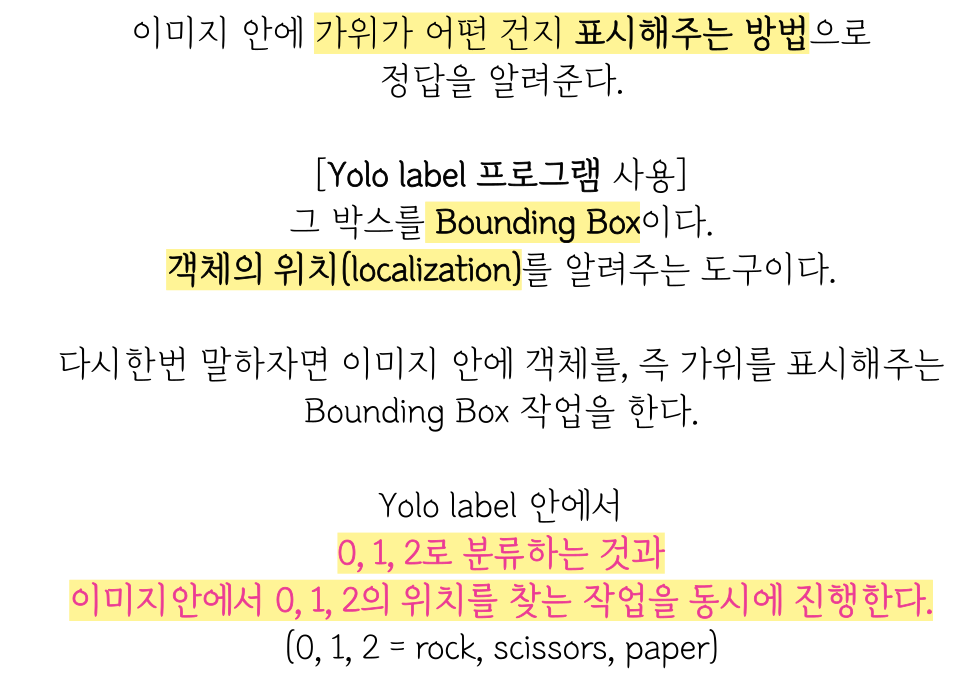 이미지 안에 가위가 어떤 건지 표시해주는 방법으로
정답을 알려준다.
[Yolo label 프로그램 사용]
그 박스를 Bounding Box이다.
객체의 위치(localization)를 알려주는 도구이다.
다시한번 말하자면 이미지 안에 객체를, 즉 가위를 표시해주는
Bounding Box 작업을 한다.
Yolo label 안에서
0, 1, 2로 분류하는 것과
이미지안에서 0, 1, 2의 위치를 찾는 작업을 동시에 진행한다.
(0, 1, 2 = rock, scissors, paper)